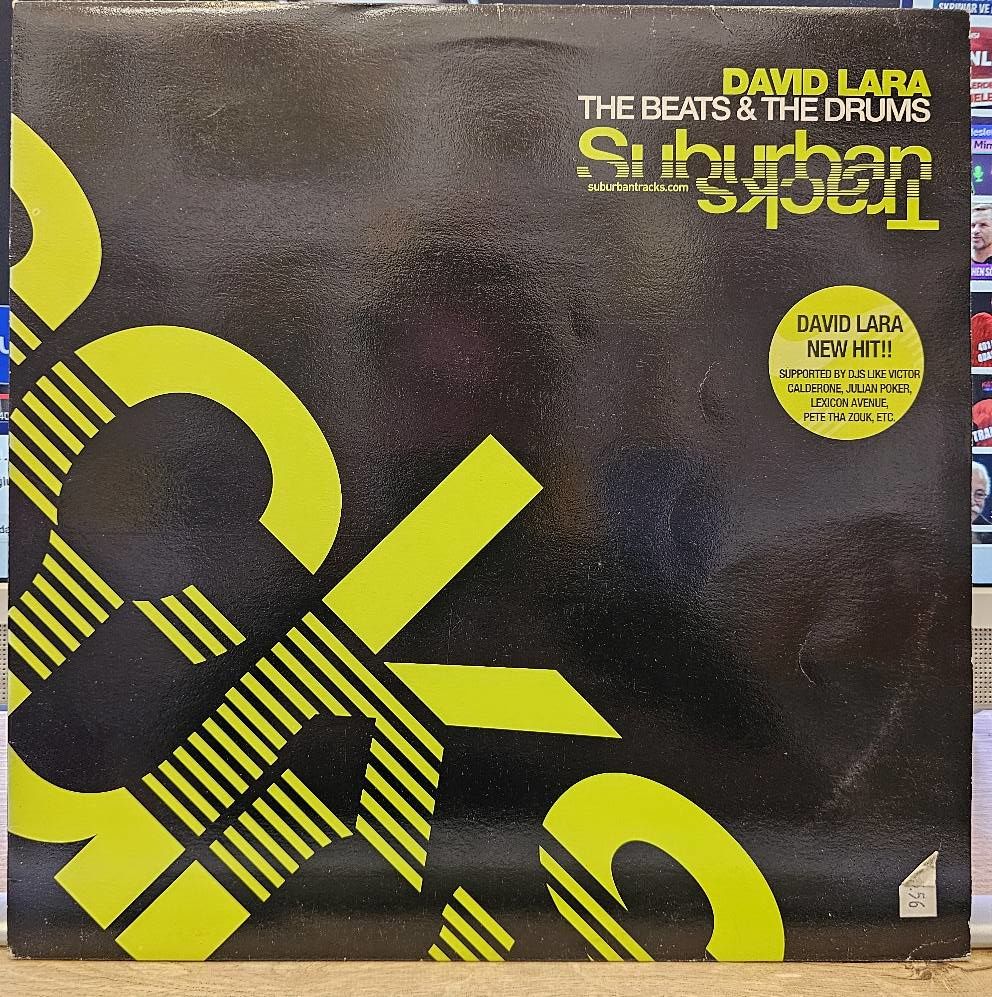 DAVID LARA
THE BEATS & THE DRUMS
Suburban
suburbantracks.com
Tracks
DAVID LARA
NEW HIT!!
SUPPORTED BY DJS LIKE VICTOR
CALDERONE, JULIAN POKER,
LEXICON AVENUE,
PETE THA ZOUK, ETC.
56